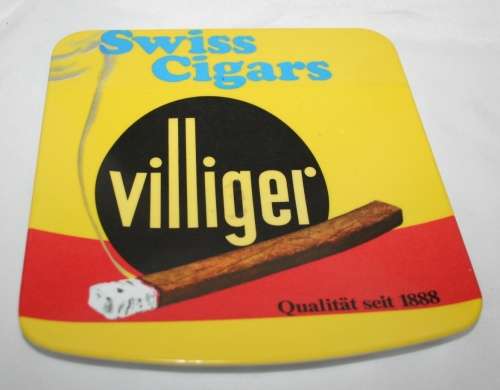 Swiss
Cigars
villiger
Qualität seit 1888